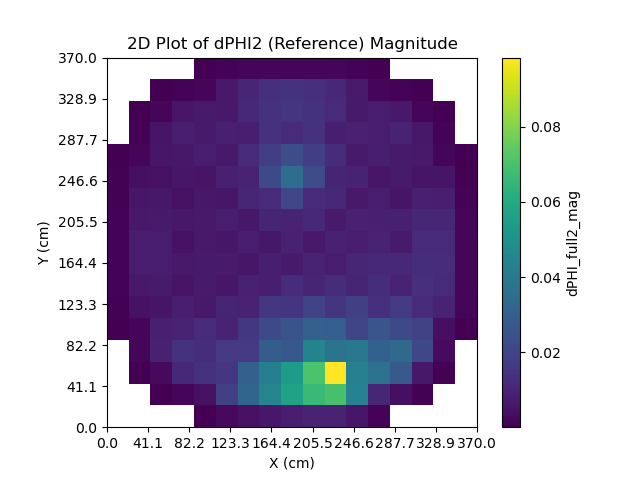 2D Plot of dPHI2 (Reference) Magnitude
370.0
328.9
287.7
246.6
205.5
164.4
123.3
82.2
41.1
0.0
Y (cm)
0.0 41.1 82.2 123.3 164.4 205.5 246.6 287.7 328.9 370.0
X (cm)
0.08
0.06
0.04
0.02
dPHI_full2_mag